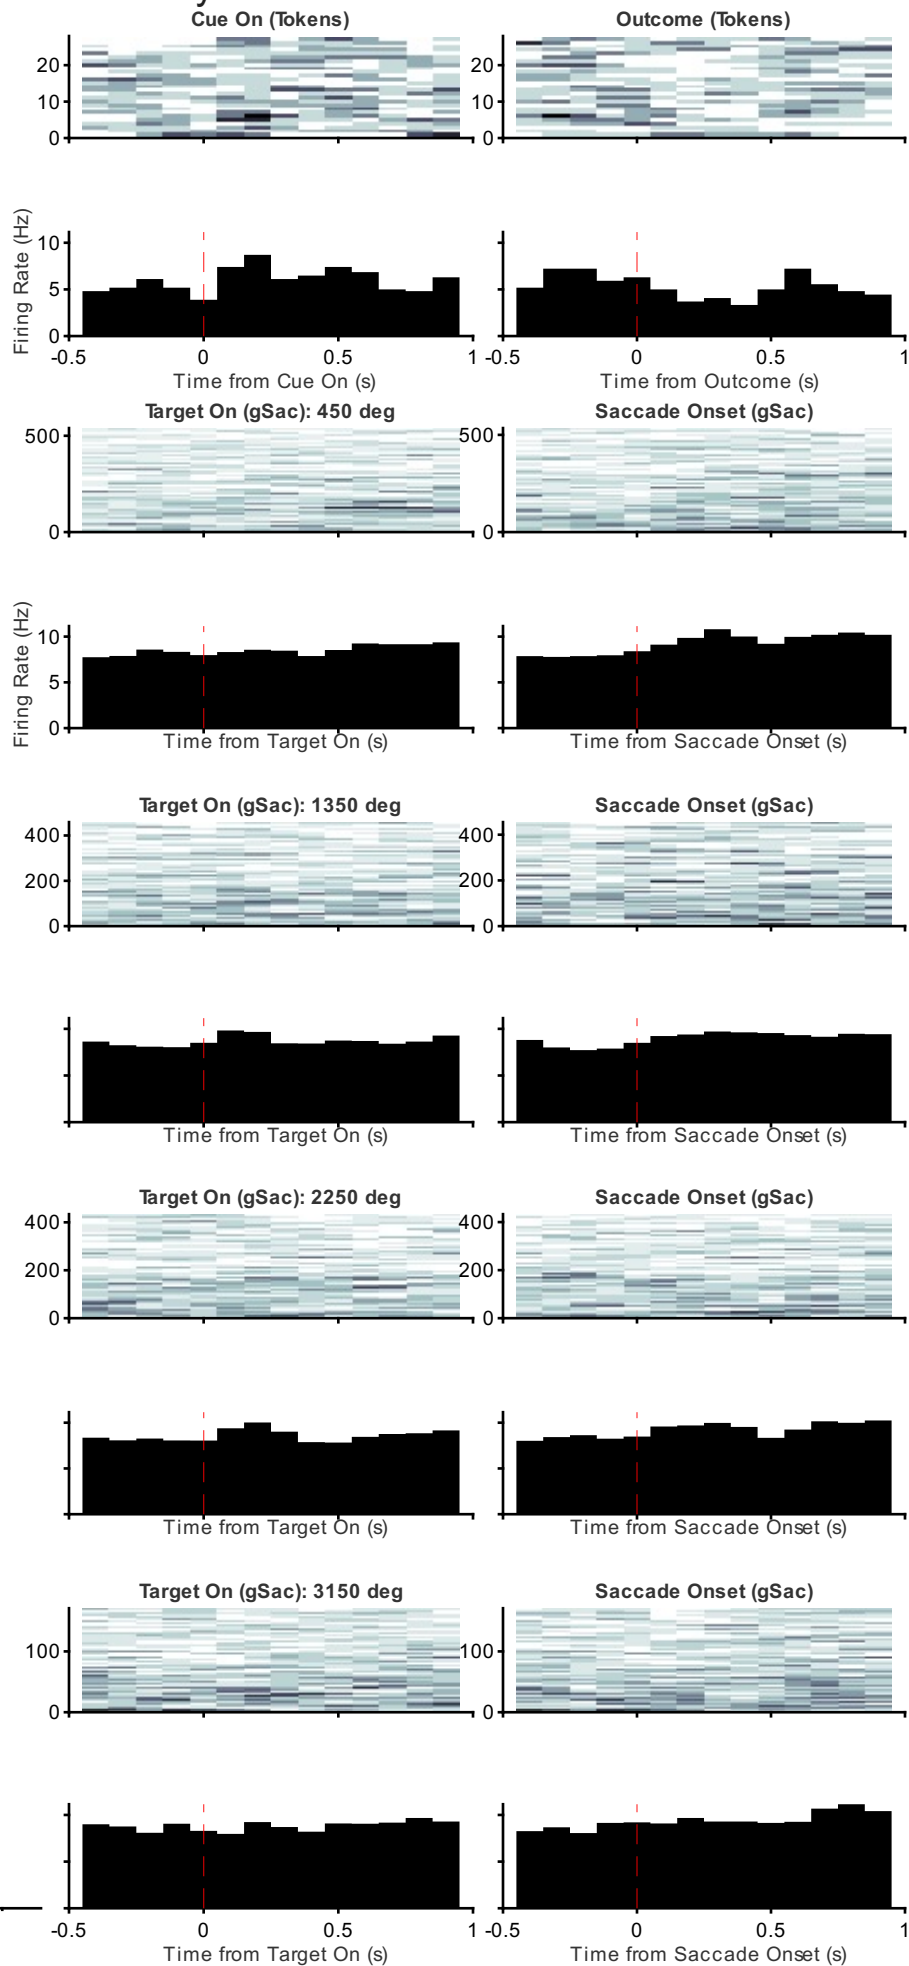 y
Cue On (Tokens) Outcome (Tokens)
20 20
10 10
0 0
Firing Rate (Hz)
10
5
0
-0.5 0 0.5 1 -0.5 0 0.5 1
Time from Cue On (s) Time from Outcome (s)
Target On (gSac): 450 deg Saccade Onset (gSac)
500 500
0 0
Firing Rate (Hz)
10
5
0
Time from Target On (s) Time from Saccade Onset (s)
Target On (gSac): 1350 deg Saccade Onset (gSac)
400 400
200 200
0 0
Time from Target On (s) Time from Saccade Onset (s)
Target On (gSac): 2250 deg Saccade Onset (gSac)
400 400
200 200
0 0
Time from Target On (s) Time from Saccade Onset (s)
Target On (gSac): 3150 deg Saccade Onset (gSac)
100 100
0 0
-0.5 0 0.5 1 -0.5 0 0.5 1
Time from Target On (s) Time from Saccade Onset (s)